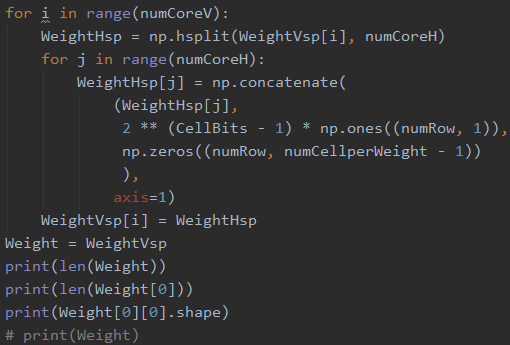 for i in range(numCoreV):
    WeightHsp = np.hsplit(WeightVsp[i], numCoreH)
    for j in range(numCoreH):
        WeightHsp[j] = np.concatenate(
            (WeightHsp[j],
             2 ** (CellBits - 1) * np.ones((numRow, 1)),
             np.zeros((numRow, numCellperWeight - 1))
             ),
            axis=1)
    WeightVsp[i] = WeightHsp
Weight = WeightVsp
print(len(Weight))
print(len(Weight[0]))
print(Weight[0][0].shape)
# print(Weight)